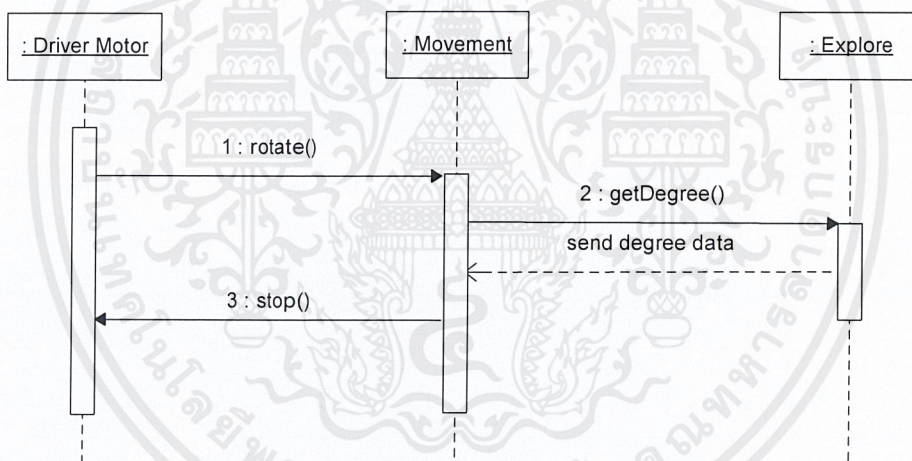 : Driver Motor
: Movement
: Explore
1 : rotate()
2 : getDegree()
send degree data
3 : stop()